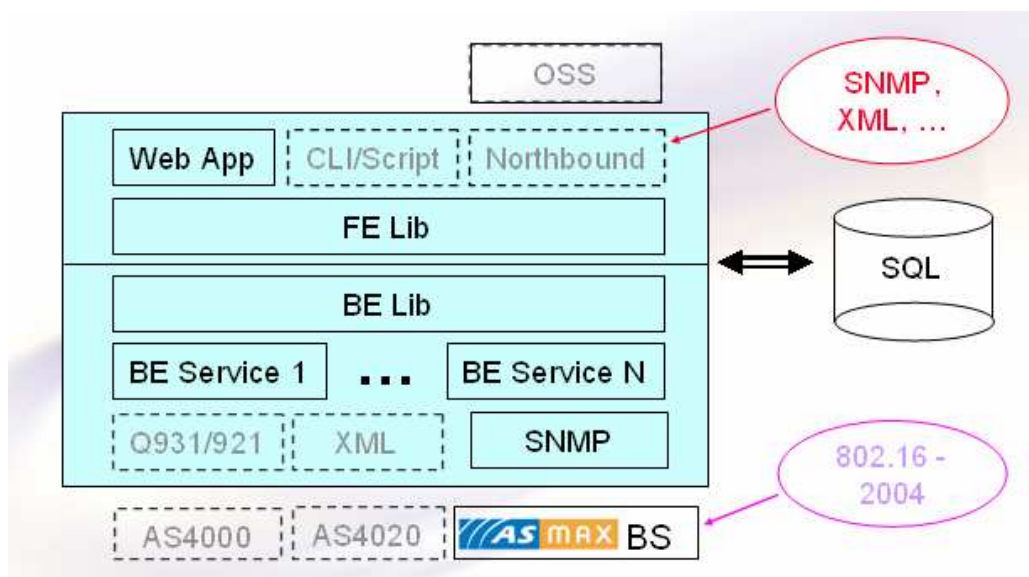 OSS
SNMP,
XML, ...
Web App
CLI/Script
Northbound
FE Lib
SQL
BE Lib
BE Service 1
...
BE Service N
Q931/921
XML
SNMP
802.16 -
2004
AS4000
AS4020
ASMAX BS